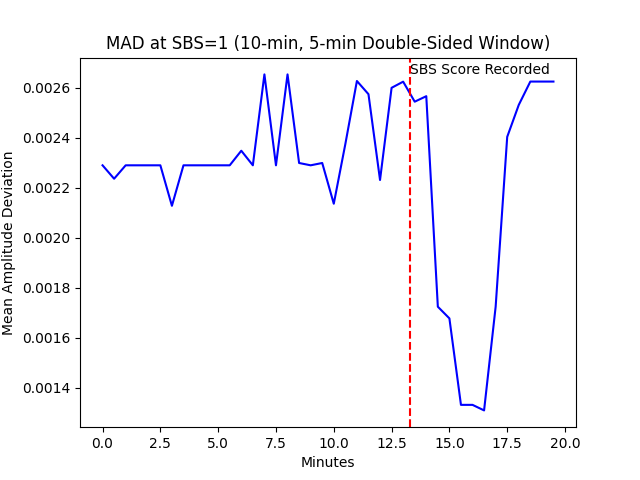 MAD at SBS=1 (10-min, 5-min Double-Sided Window)
SBS Score Recorded
0.0026
0.0024
0.0022
0.0020
0.0018
0.0016
0.0014
Mean Amplitude Deviation
0.0 2.5 5.0 7.5 10.0 12.5 15.0 17.5 20.0
Minutes